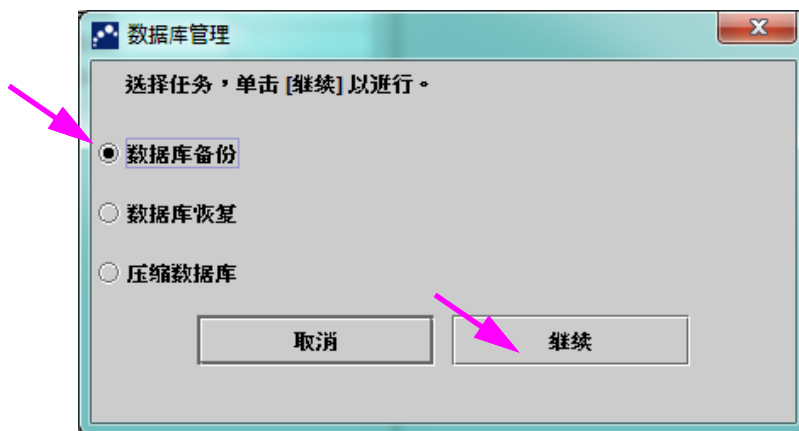 数据库管理
选择任务，单击 [继续] 以进行。
数据库备份
数据库恢复
压缩数据库
取消 继续